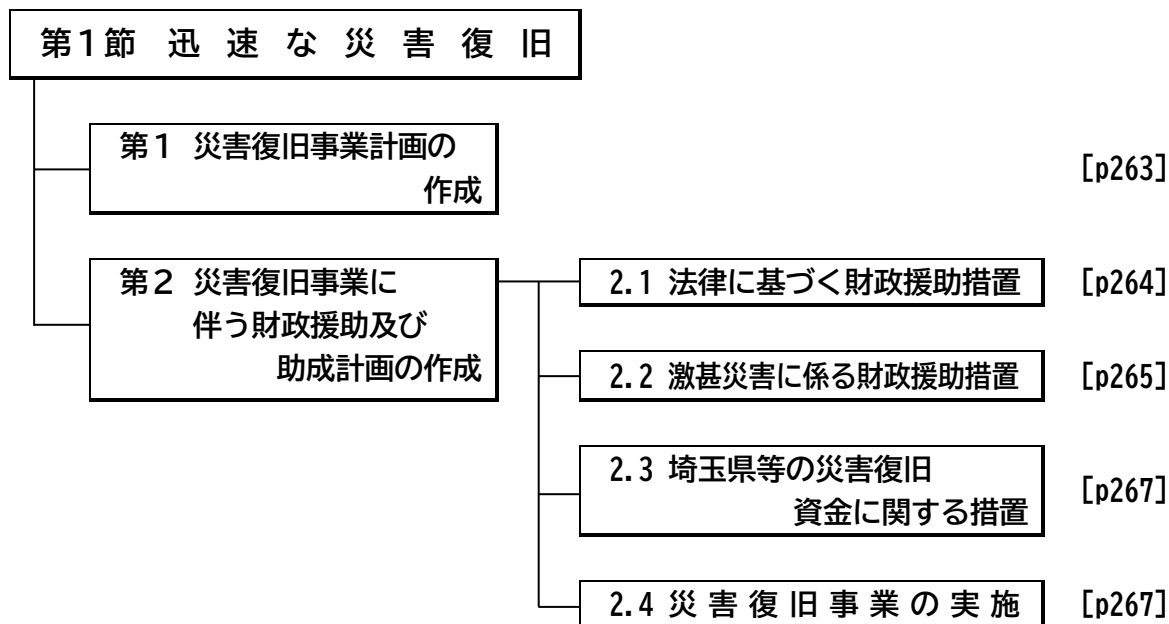 第1節 迅速な災害復旧
第1 災害復旧事業計画の
作成
[p263]
第2 災害復旧事業に
伴う財政援助及び
助成計画の作成
2.1 法律に基づく財政援助措置 [p264]
2.2 激甚災害に係る財政援助措置 [p265]
2.3 埼玉県等の災害復旧
資金に関する措置
[p267]
2.4 災害復旧事業の実施 [p267]